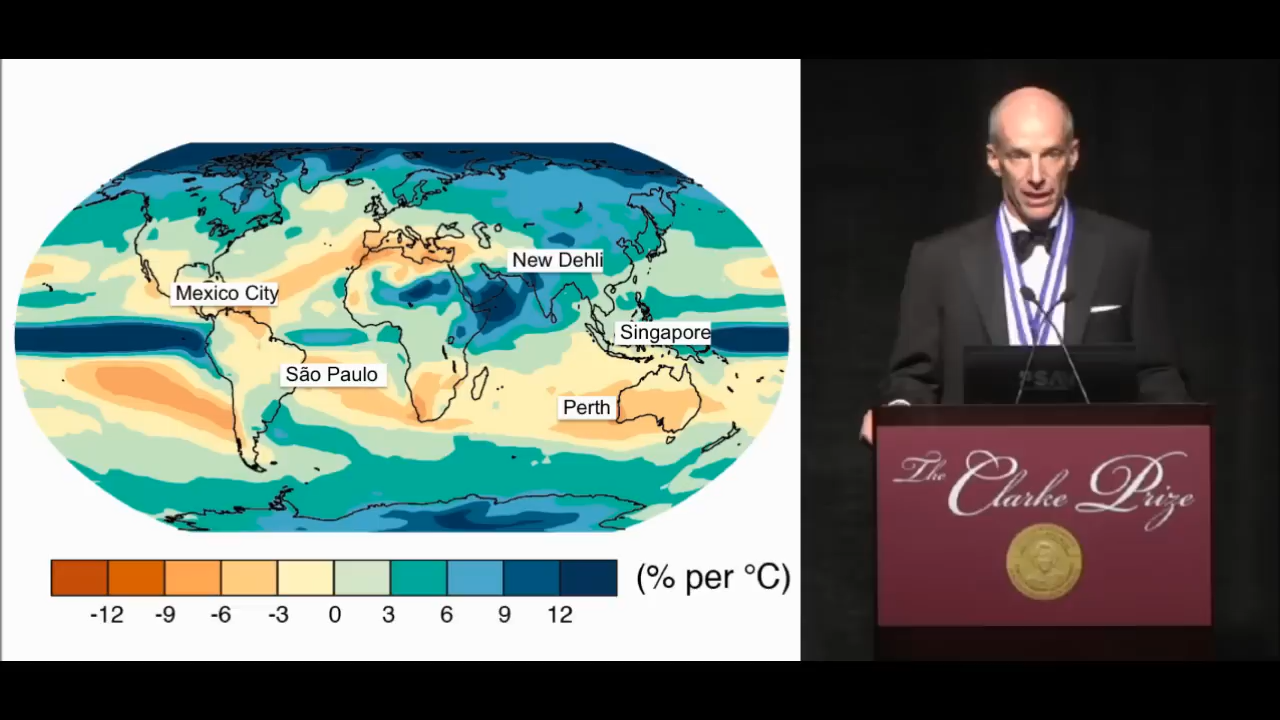 New Dehli
Mexico City
Singapore
São Paulo
Perth
(% per °C)
-12 -9 -6 -3 0 3 6 9 12
The Clarke Prize